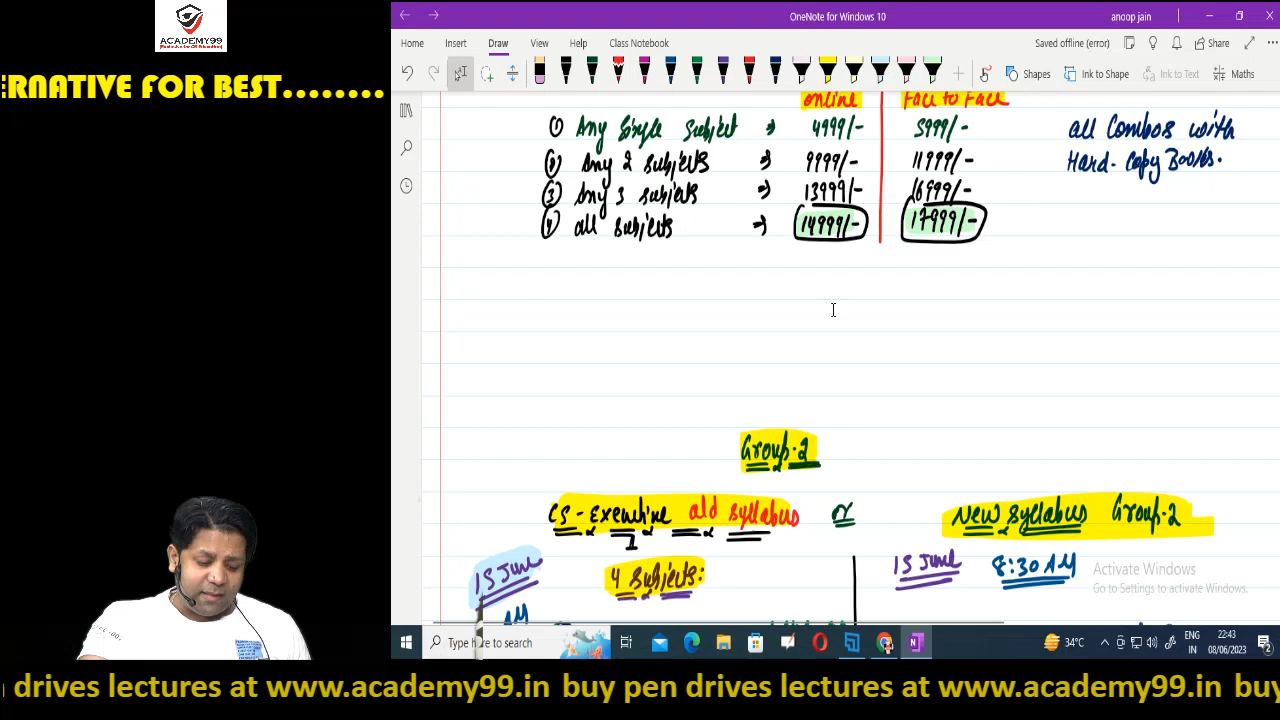 OneNote for Windows 10
anoop jain
ACADEMY99
ERNATIVE FOR BEST........
Home Insert Draw View Help Class Notebook
Saved offline (error)
Share
Shapes
Ink to Shape
Ink to Text
Maths
online Face to Face
① Any Single Subject ⇒ 4999/- 5999/-
② Any 2 subjects ⇒ 9999/- 11999/-
③ Any 3 subjects ⇒ 13999/- 16999/-
④ all subjects ⇒ 14999/- 17999/-
all Combos with
Hard-copy Books.
Group-2
CS-Executive old syllabus or New syllabus Group-2
15 June 4 Subjects: 15 June 8:30 AM
AM
Activate Windows
Go to Settings to activate Windows.
Type here to search
34°C
ENG
IN
22:43
08/06/2023
drives lectures at www.academy99.in buy pen drives lectures at www.academy99.in buy